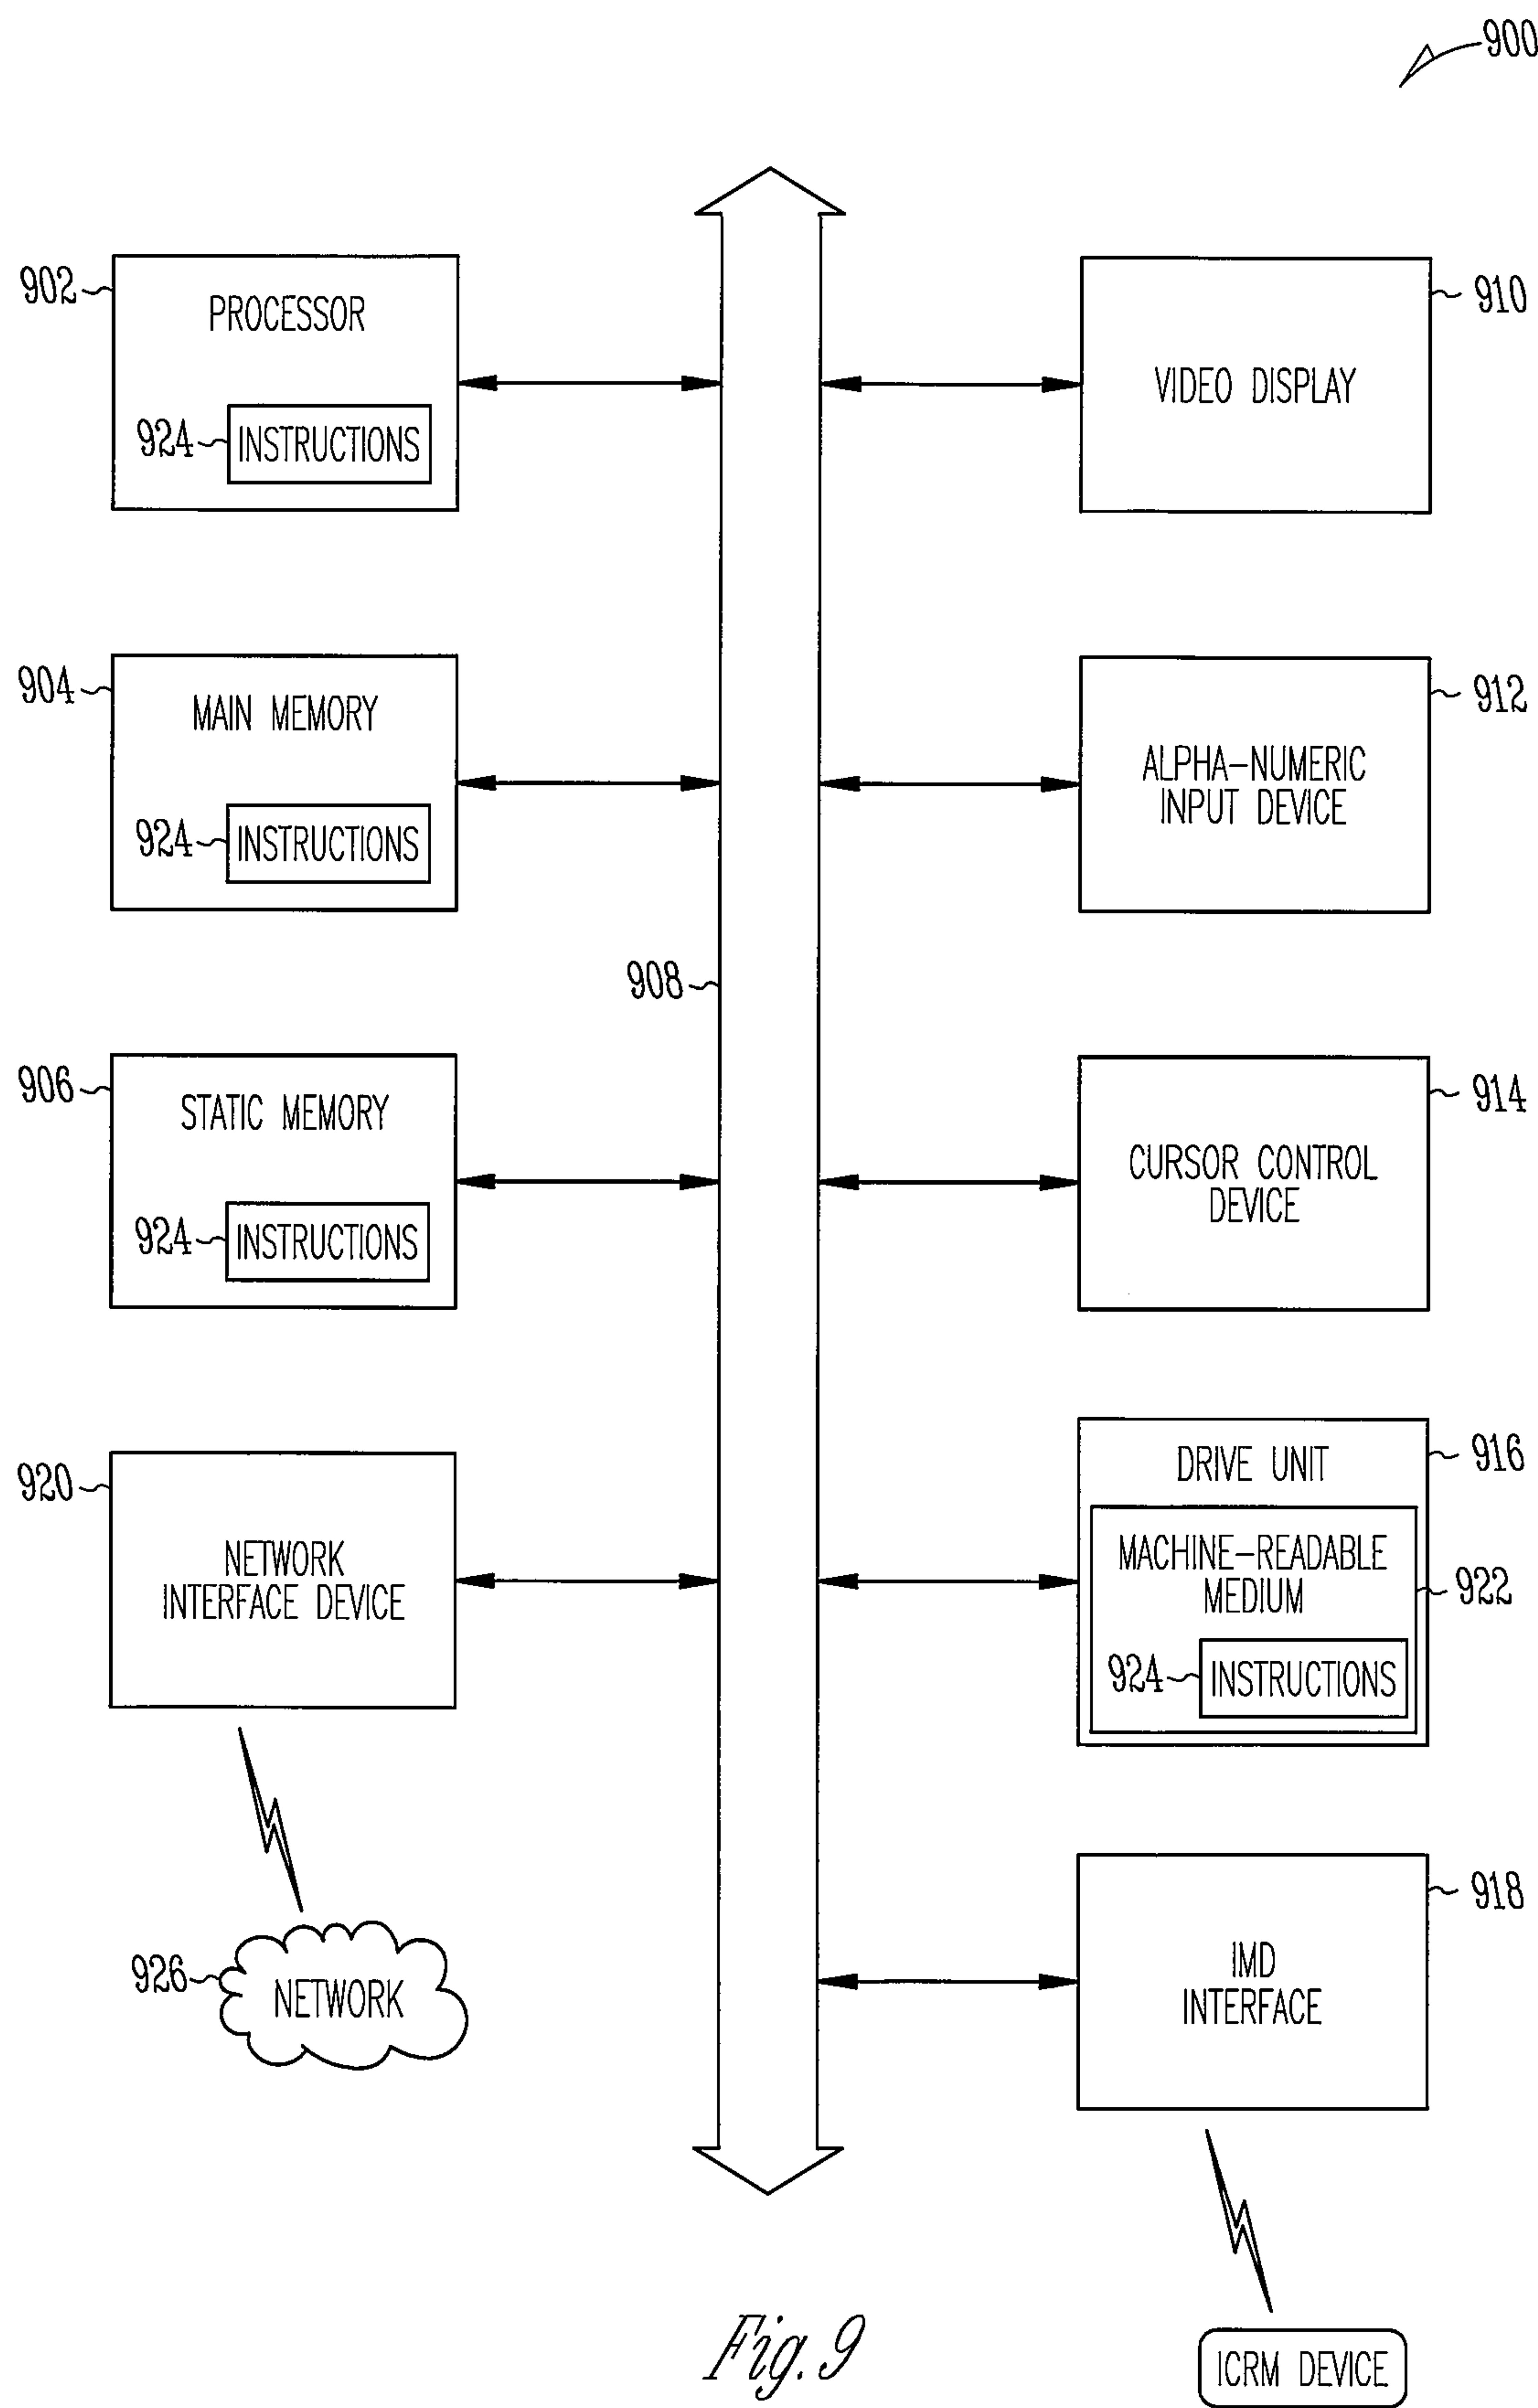 900
902
PROCESSOR
924
INSTRUCTIONS
910
VIDEO DISPLAY
904
MAIN MEMORY
924
INSTRUCTIONS
912
ALPHA-NUMERIC
INPUT DEVICE
908
906
STATIC MEMORY
924
INSTRUCTIONS
914
CURSOR CONTROL
DEVICE
920
NETWORK
INTERFACE DEVICE
916
DRIVE UNIT
MACHINE-READABLE
MEDIUM
922
924
INSTRUCTIONS
926
NETWORK
918
IMD
INTERFACE
ICRM DEVICE
Fig. 9